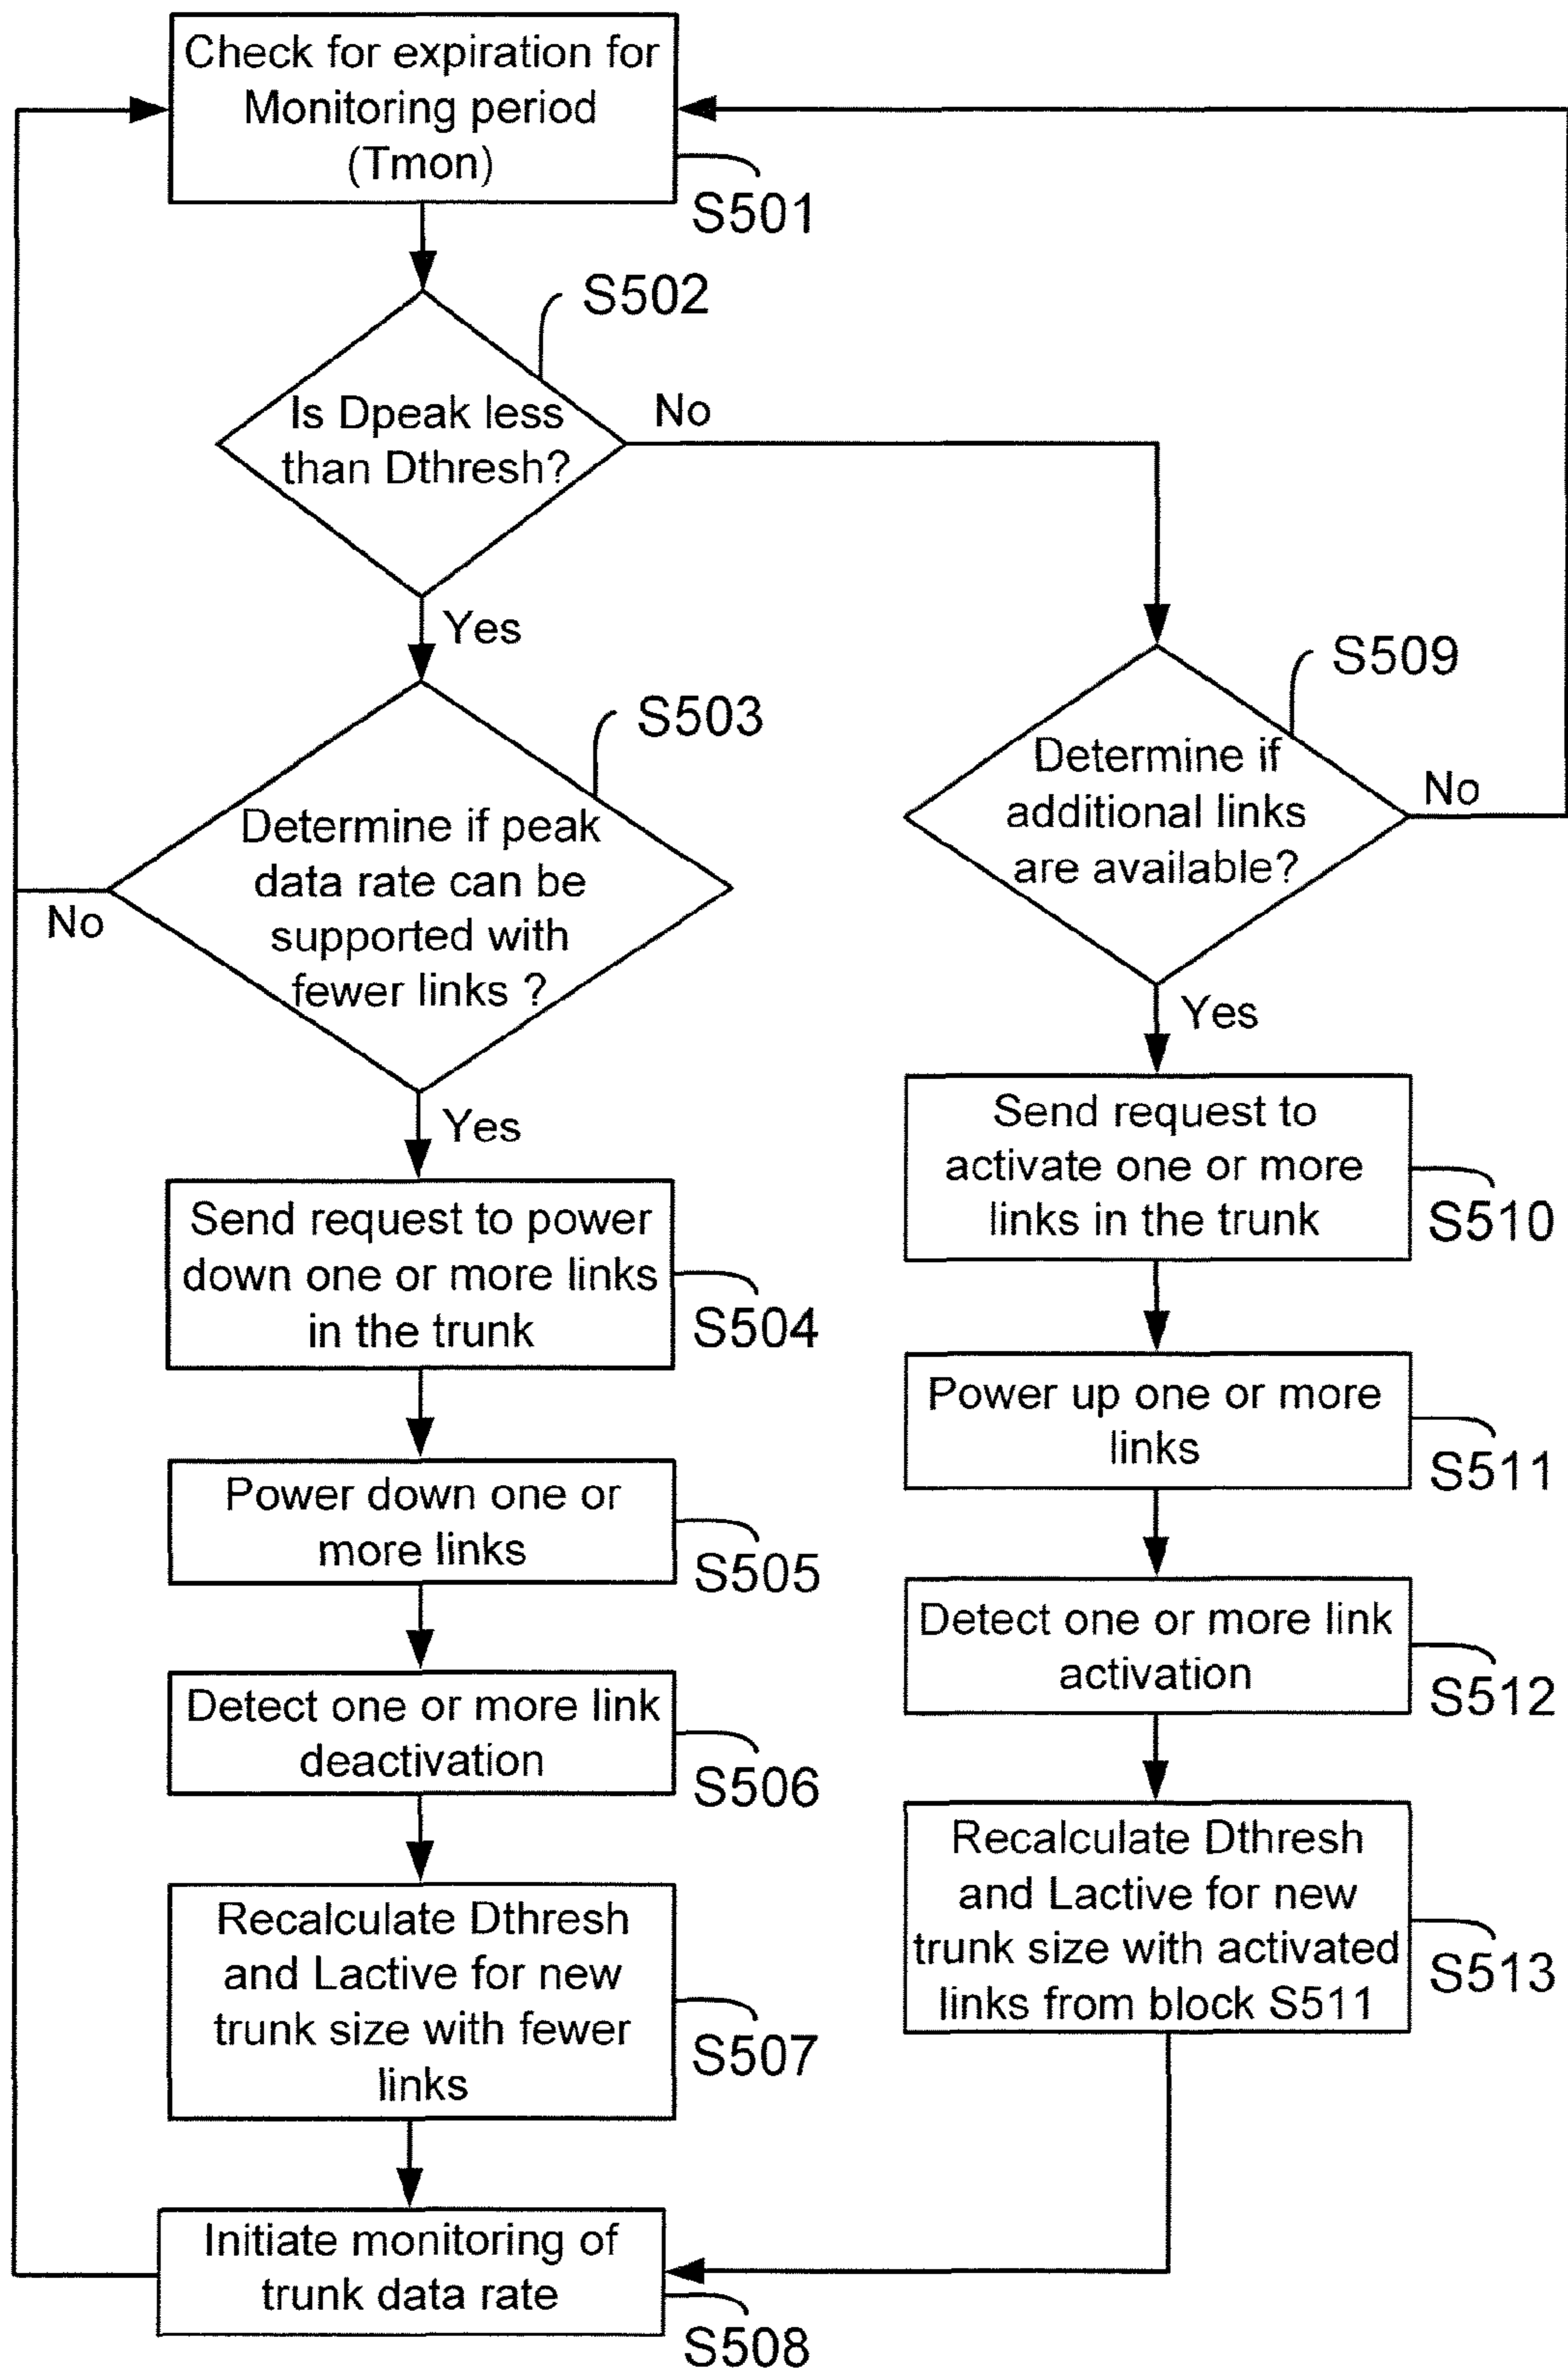 Check for expiration for
Monitoring period
(Tmon)
S501
S502
Is Dpeak less
than Dthresh?
No
Yes
S503
Determine if peak
data rate can be
supported with
fewer links ?
No
Yes
Send request to power
down one or more links
in the trunk
S504
Power down one or
more links
S505
Detect one or more link
deactivation
S506
Recalculate Dthresh
and Lactive for new
trunk size with fewer
links
S507
Initiate monitoring of
trunk data rate
S508
S509
Determine if
additional links
are available?
No
Yes
Send request to
activate one or more
links in the trunk
S510
Power up one or more
links
S511
Detect one or more link
activation
S512
Recalculate Dthresh
and Lactive for new
trunk size with activated
links from block S511
S513